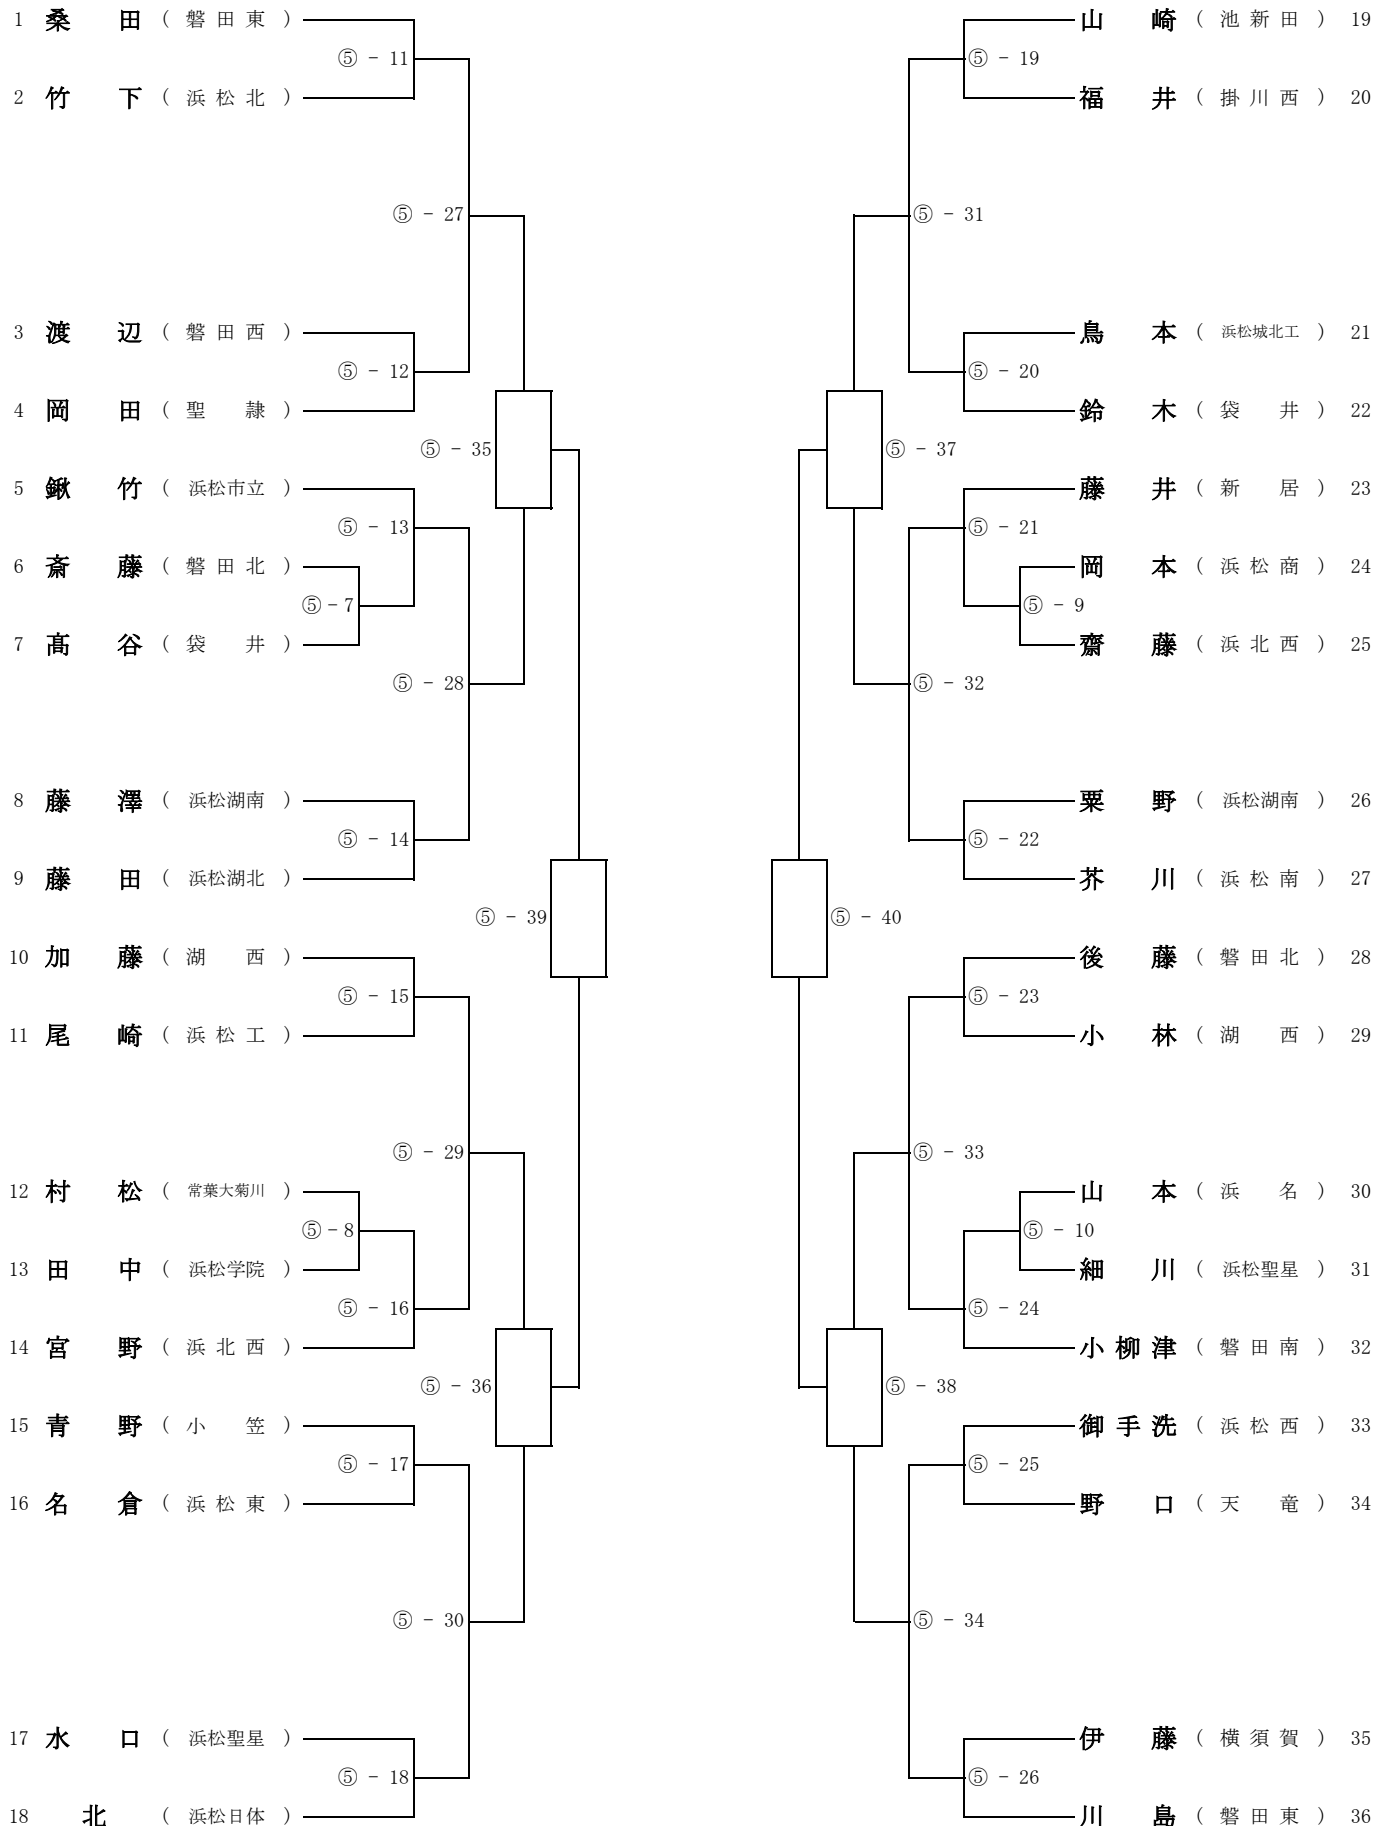 1 桑田 ( 磐田東 )
⑤ - 11
2 竹下 ( 浜松北 )
⑤ - 27
3 渡辺 ( 磐田西 )
⑤ - 12
4 岡田 ( 聖隷 )
⑤ - 35
5 鍬竹 ( 浜松市立 )
⑤ - 13
6 斎藤 ( 磐田北 )
⑤ - 7
7 髙谷 ( 袋井 )
⑤ - 28
8 藤澤 ( 浜松湖南 )
⑤ - 14
9 藤田 ( 浜松湖北 )
⑤ - 39
10 加藤 ( 湖西 )
⑤ - 15
11 尾崎 ( 浜松工 )
⑤ - 29
12 村松 ( 常葉大菊川 )
⑤ - 8
13 田中 ( 浜松学院 )
⑤ - 16
14 宮野 ( 浜北西 )
⑤ - 36
15 青野 ( 小笠 )
⑤ - 17
16 名倉 ( 浜松東 )
⑤ - 30
17 水口 ( 浜松聖星 )
⑤ - 18
18 北 ( 浜松日体 )
山崎 ( 池新田 ) 19
⑤ - 19
福井 ( 掛川西 ) 20
⑤ - 31
鳥本 ( 浜松城北工 ) 21
⑤ - 20
鈴木 ( 袋井 ) 22
⑤ - 37
藤井 ( 新居 ) 23
⑤ - 21
岡本 ( 浜松商 ) 24
⑤ - 9
齋藤 ( 浜北西 ) 25
⑤ - 32
粟野 ( 浜松湖南 ) 26
⑤ - 22
芥川 ( 浜松南 ) 27
⑤ - 40
後藤 ( 磐田北 ) 28
⑤ - 23
小林 ( 湖西 ) 29
⑤ - 33
山本 ( 浜名 ) 30
⑤ - 10
細川 ( 浜松聖星 ) 31
⑤ - 24
小柳津 ( 磐田南 ) 32
⑤ - 38
御手洗 ( 浜松西 ) 33
⑤ - 25
野口 ( 天竜 ) 34
⑤ - 34
伊藤 ( 横須賀 ) 35
⑤ - 26
川島 ( 磐田東 ) 36